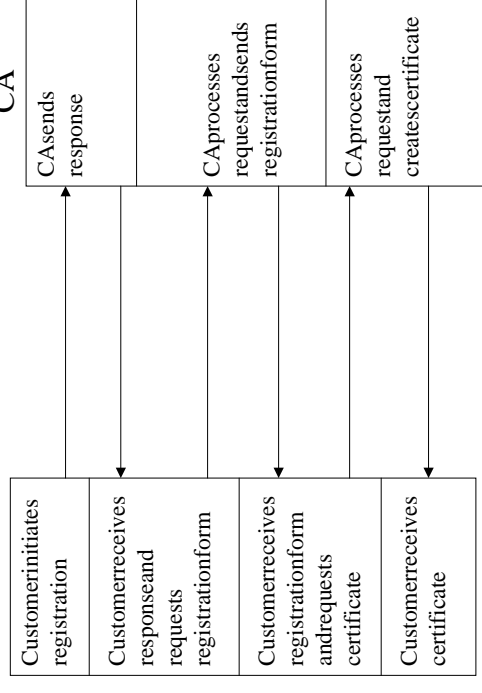 CA
Customerinitiates
registration
Customerreceives
responseand
requests
registrationform
Customerreceives
registrationform
andrequests
certificate
Customerreceives
certificate
CAsends
response
CAprocesses
requestandsends
registrationform
CAprocesses
requestand
createscertificate